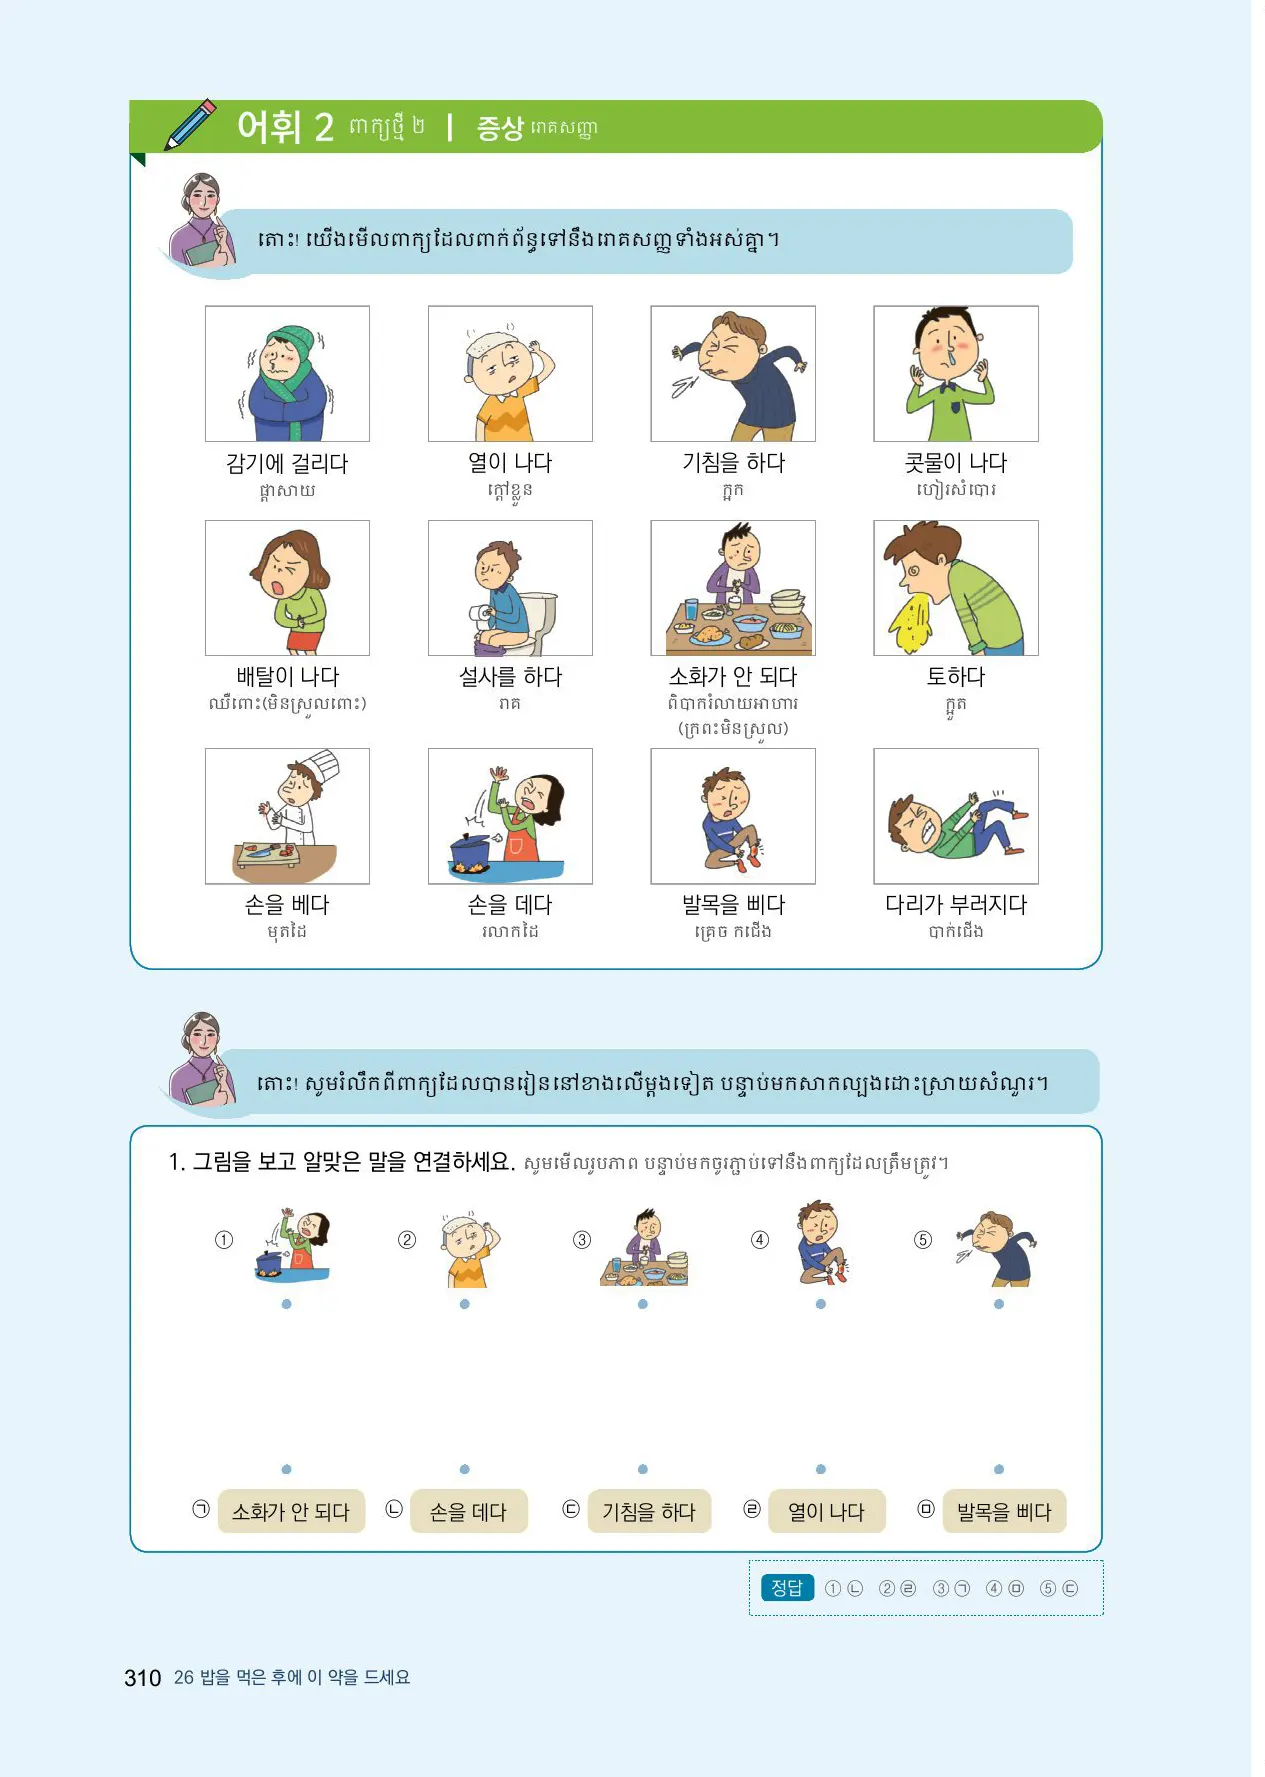 어휘 2 ពាក្យថ្មី ២ | 증상 រោគសញ្ញា
តោះ! យើងមើលពាក្យដែលពាក់ព័ន្ធទៅនឹងរោគសញ្ញទាំងអស់គ្នា។
감기에 걸리다 열이 나다 기침을 하다 콧물이 나다
ផ្តាសាយ ក្តៅខ្លួន ក្អក ហៀរសំបោរ
배탈이 나다 설사를 하다 소화가 안 되다 토하다
ឈឺពោះ(មិនស្រួលពោះ) រាគ ពិបាករំលាយអាហារ ក្អួត
(ក្រពះមិនស្រួល)
손을 베다 손을 데다 발목을 삐다 다리가 부러지다
មុតដៃ រលាកដៃ គ្រេច កជើង បាក់ជើង
តោះ! សូមរំលឹកពីពាក្យដែលបានរៀននៅខាងលើម្តងទៀត បន្ទាប់មកសាកល្បងដោះស្រាយសំណួរ។
1. 그림을 보고 알맞은 말을 연결하세요. សូមមើលរូបភាព បន្ទាប់មកចូរភ្ជាប់ទៅនឹងពាក្យដែលត្រឹមត្រូវ។
① ② ③ ④ ⑤
㉠ 소화가 안 되다 ㉡ 손을 데다 ㉢ 기침을 하다 ㉣ 열이 나다 ㉤ 발목을 삐다
정답 ① ㉡ ② ㉣ ③ ㉠ ④ ㉤ ⑤ ㉢
310 26 밥을 먹은 후에 이 약을 드세요